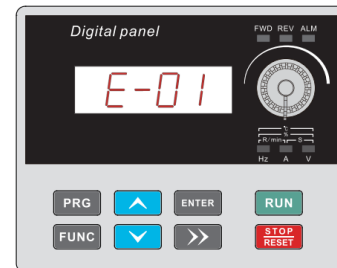 Digital panel
FWD REV ALM
E-01
℃
%
R/min S
Hz A V
PRG ENTER RUN
FUNC >> STOP
RESET